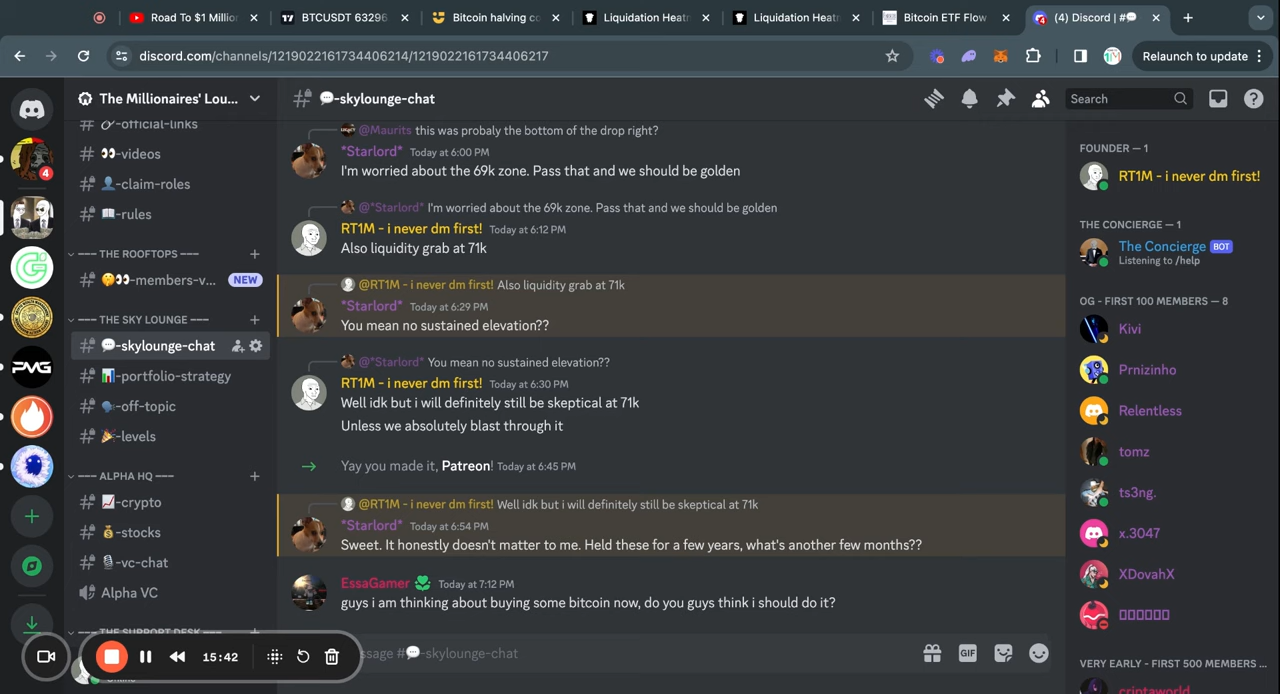 Road To $1 Million
BTCUSDT 63296.
Bitcoin halving co
Liquidation Heatm
Liquidation Heatm
Bitcoin ETF Flow
(4) Discord | #💬
discord.com/channels/1219022161734406214/1219022161734406217
Relaunch to update
The Millionaires' Lou...
💬-skylounge-chat
Search
4
🔗-official-links
👀-videos
👤-claim-roles
📖-rules
--- THE ROOFTOPS ---
🤫👀-members-v... NEW
--- THE SKY LOUNGE ---
💬-skylounge-chat
📊-portfolio-strategy
🗣️-off-topic
🎉-levels
--- ALPHA HQ ---
📈-crypto
💰-stocks
🎙️-vc-chat
Alpha VC
--- THE SUPPORT DESK ---
Online
15:42
@Maurits this was probaly the bottom of the drop right?
*Starlord* Today at 6:00 PM
I'm worried about the 69k zone. Pass that and we should be golden
@*Starlord* I'm worried about the 69k zone. Pass that and we should be golden
RT1M - i never dm first! Today at 6:12 PM
Also liquidity grab at 71k
@RT1M - i never dm first! Also liquidity grab at 71k
*Starlord* Today at 6:29 PM
You mean no sustained elevation??
@*Starlord* You mean no sustained elevation??
RT1M - i never dm first! Today at 6:30 PM
Well idk but i will definitely still be skeptical at 71k
Unless we absolutely blast through it
Yay you made it, Patreon! Today at 6:45 PM
@RT1M - i never dm first! Well idk but i will definitely still be skeptical at 71k
*Starlord* Today at 6:54 PM
Sweet. It honestly doesn't matter to me. Held these for a few years, what's another few months??
EssaGamer Today at 7:12 PM
guys i am thinking about buying some bitcoin now, do you guys think i should do it?
ssage #💬-skylounge-chat
GIF
FOUNDER — 1
RT1M - i never dm first!
THE CONCIERGE — 1
The Concierge BOT
Listening to /help
OG - FIRST 100 MEMBERS — 8
Kivi
Prnizinho
Relentless
tomz
ts3ng.
x.3047
XDovahX
VERY EARLY - FIRST 500 MEMBERS ...
criptaworld